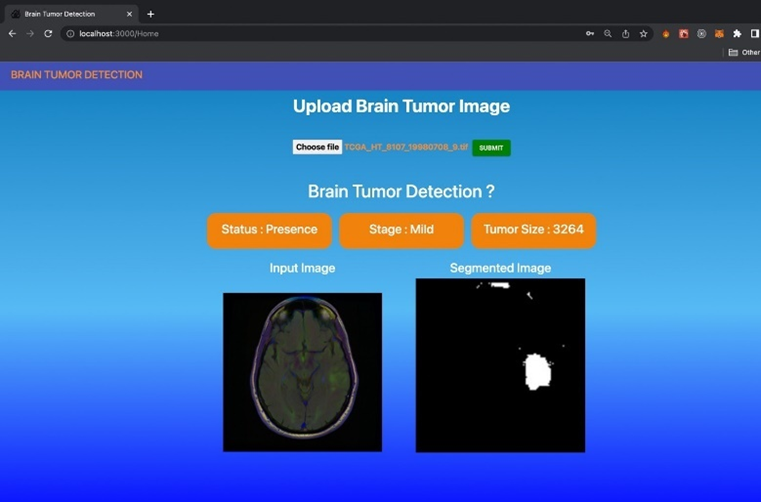 Brain Tumor Detection
localhost:3000/Home
Other
BRAIN TUMOR DETECTION
Upload Brain Tumor Image
Choose file TCGA_HT_8107_19980708_9.tif SUBMIT
Brain Tumor Detection ?
Status : Presence Stage : Mild Tumor Size : 3264
Input Image Segmented Image